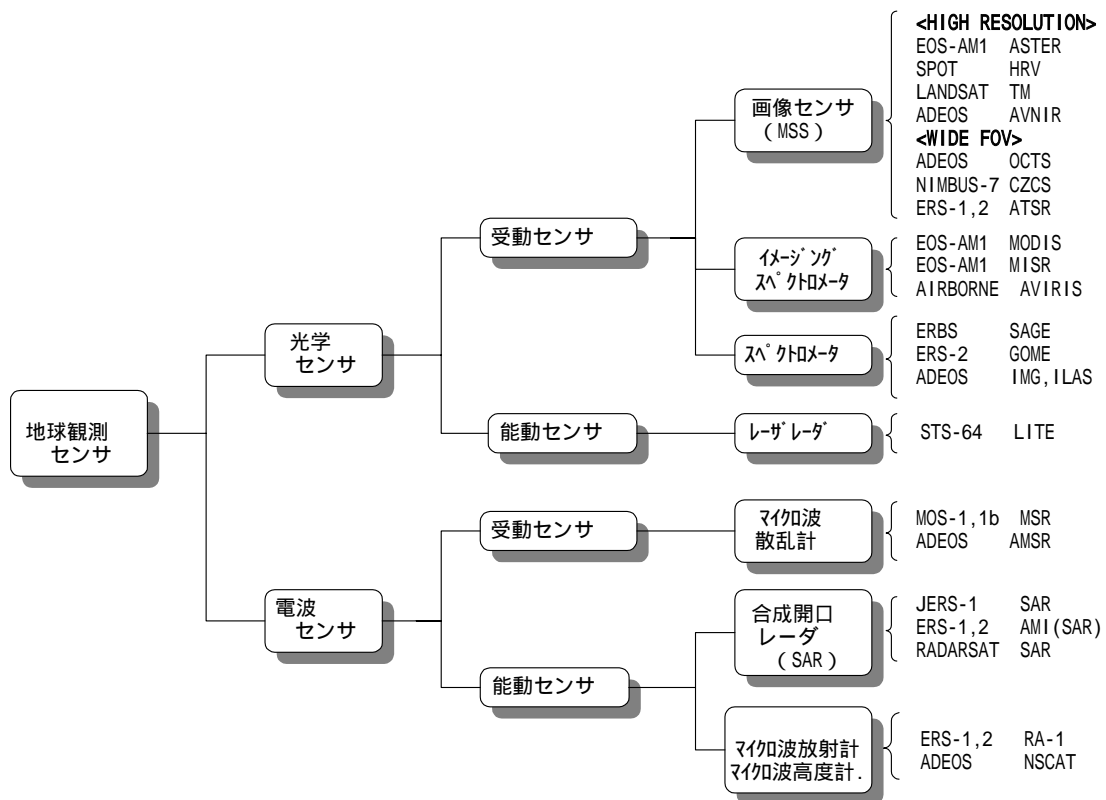 地球観測
センサ
光学
センサ
電波
センサ
受動センサ
能動センサ
受動センサ
能動センサ
画像センサ
(MSS)
ｲﾒｰｼﾞﾝｸﾞ
ｽﾍﾟｸﾄﾛﾒｰﾀ
ｽﾍﾟｸﾄﾛﾒｰﾀ
ﾚｰｻﾞﾚｰﾀﾞ
ﾏｲｸﾛ波
散乱計
合成開口
レーダ
(SAR)
ﾏｲｸﾛ波放射計
ﾏｲｸﾛ波高度計.
<HIGH RESOLUTION>
EOS-AM1 ASTER
SPOT HRV
LANDSAT TM
ADEOS AVNIR
<WIDE FOV>
ADEOS OCTS
NIMBUS-7 CZCS
ERS-1,2 ATSR
EOS-AM1 MODIS
EOS-AM1 MISR
AIRBORNE AVIRIS
ERBS SAGE
ERS-2 GOME
ADEOS IMG,ILAS
STS-64 LITE
MOS-1,1b MSR
ADEOS AMSR
JERS-1 SAR
ERS-1,2 AMI(SAR)
RADARSAT SAR
ERS-1,2 RA-1
ADEOS NSCAT